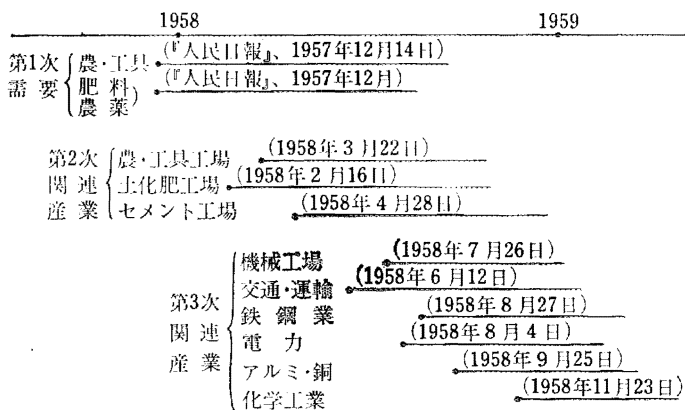 1958 1959
第1次 需要 農・工具 (『人民日報』、1957年12月14日)
肥料 農薬 (『人民日報』、1957年12月)
第2次 関連 産業 農・工具工場 (1958年3月22日)
土化肥工場 (1958年2月16日)
セメント工場 (1958年4月28日)
第3次 関連 産業 機械工場 (1958年7月26日)
交通・運輸 (1958年6月12日)
鉄鋼業 (1958年8月27日)
電力 (1958年8月4日)
アルミ・銅 (1958年9月25日)
化学工業 (1958年11月23日)